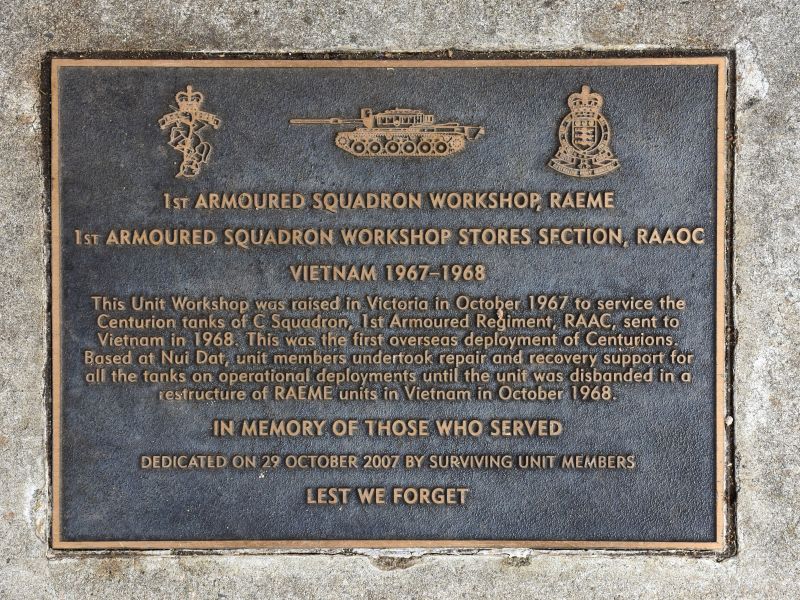 1ST ARMOURED SQUADRON WORKSHOP, RAEME
1ST ARMOURED SQUADRON WORKSHOP STORES SECTION, RAAOC
VIETNAM 1967–1968
This Unit Workshop was raised in Victoria in October 1967 to service the
Centurion tanks of C Squadron, 1st Armoured Regiment, RAAC, sent to
Vietnam in 1968. This was the first overseas deployment of Centurions.
Based at Nui Dat, unit members undertook repair and recovery support for
all the tanks on operational deployments until the unit was disbanded in a
restructure of RAEME units in Vietnam in October 1968.
IN MEMORY OF THOSE WHO SERVED
DEDICATED ON 29 OCTOBER 2007 BY SURVIVING UNIT MEMBERS
LEST WE FORGET